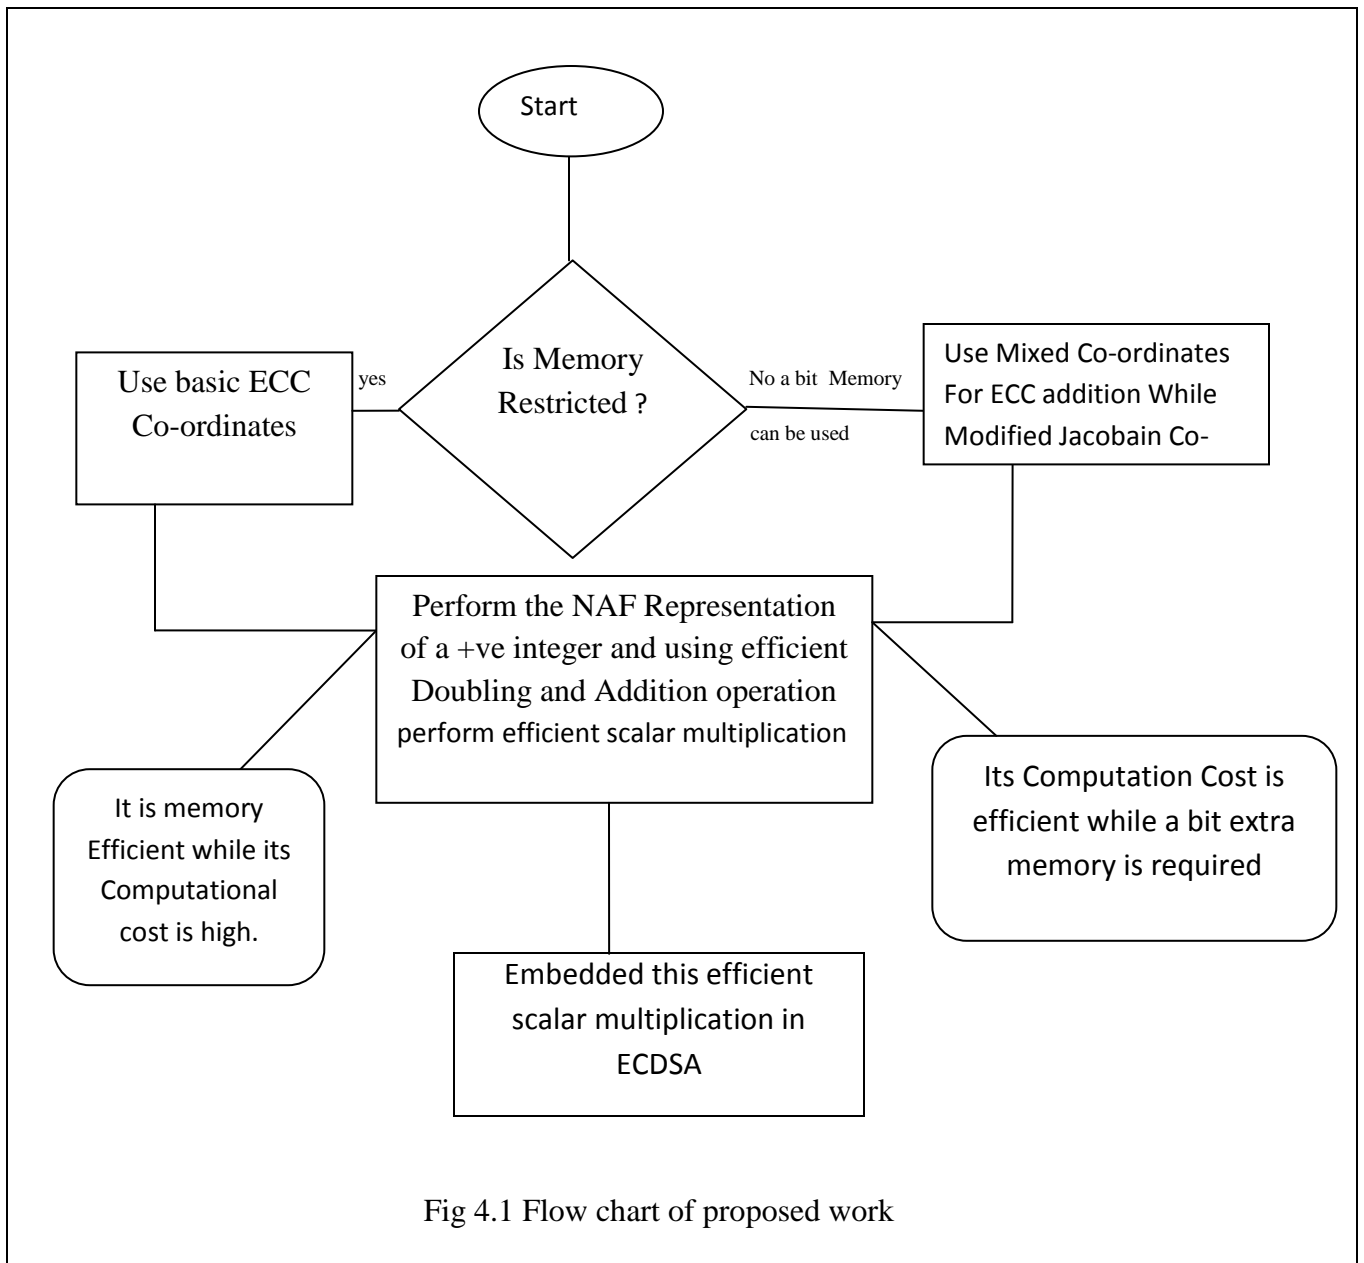 Start
Is Memory
Restricted ?
yes
No a bit Memory
can be used
Use basic ECC
Co-ordinates
Use Mixed Co-ordinates
For ECC addition While
Modified Jacobain Co-
Perform the NAF Representation
of a +ve integer and using efficient
Doubling and Addition operation
perform efficient scalar multiplication
It is memory
Efficient while its
Computational
cost is high.
Its Computation Cost is
efficient while a bit extra
memory is required
Embedded this efficient
scalar multiplication in
ECDSA
Fig 4.1 Flow chart of proposed work